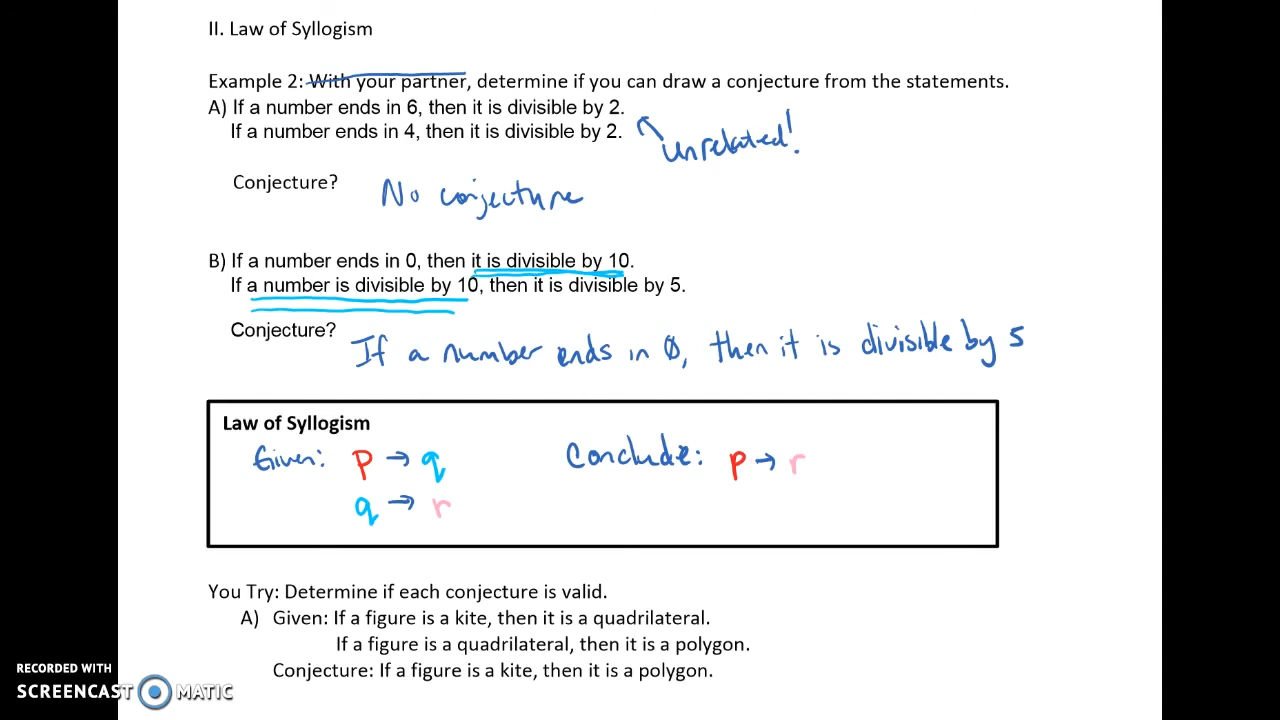 II. Law of Syllogism
Example 2: With your partner, determine if you can draw a conjecture from the statements.
A) If a number ends in 6, then it is divisible by 2.
If a number ends in 4, then it is divisible by 2.
unrelated!
Conjecture? No conjecture
B) If a number ends in 0, then it is divisible by 10.
If a number is divisible by 10, then it is divisible by 5.
Conjecture? If a number ends in 0, then it is divisible by 5
Law of Syllogism
Given: p → q Conclude: p → r
q → r
You Try: Determine if each conjecture is valid.
A) Given: If a figure is a kite, then it is a quadrilateral.
If a figure is a quadrilateral, then it is a polygon.
Conjecture: If a figure is a kite, then it is a polygon.
RECORDED WITH
SCREENCAST MATIC